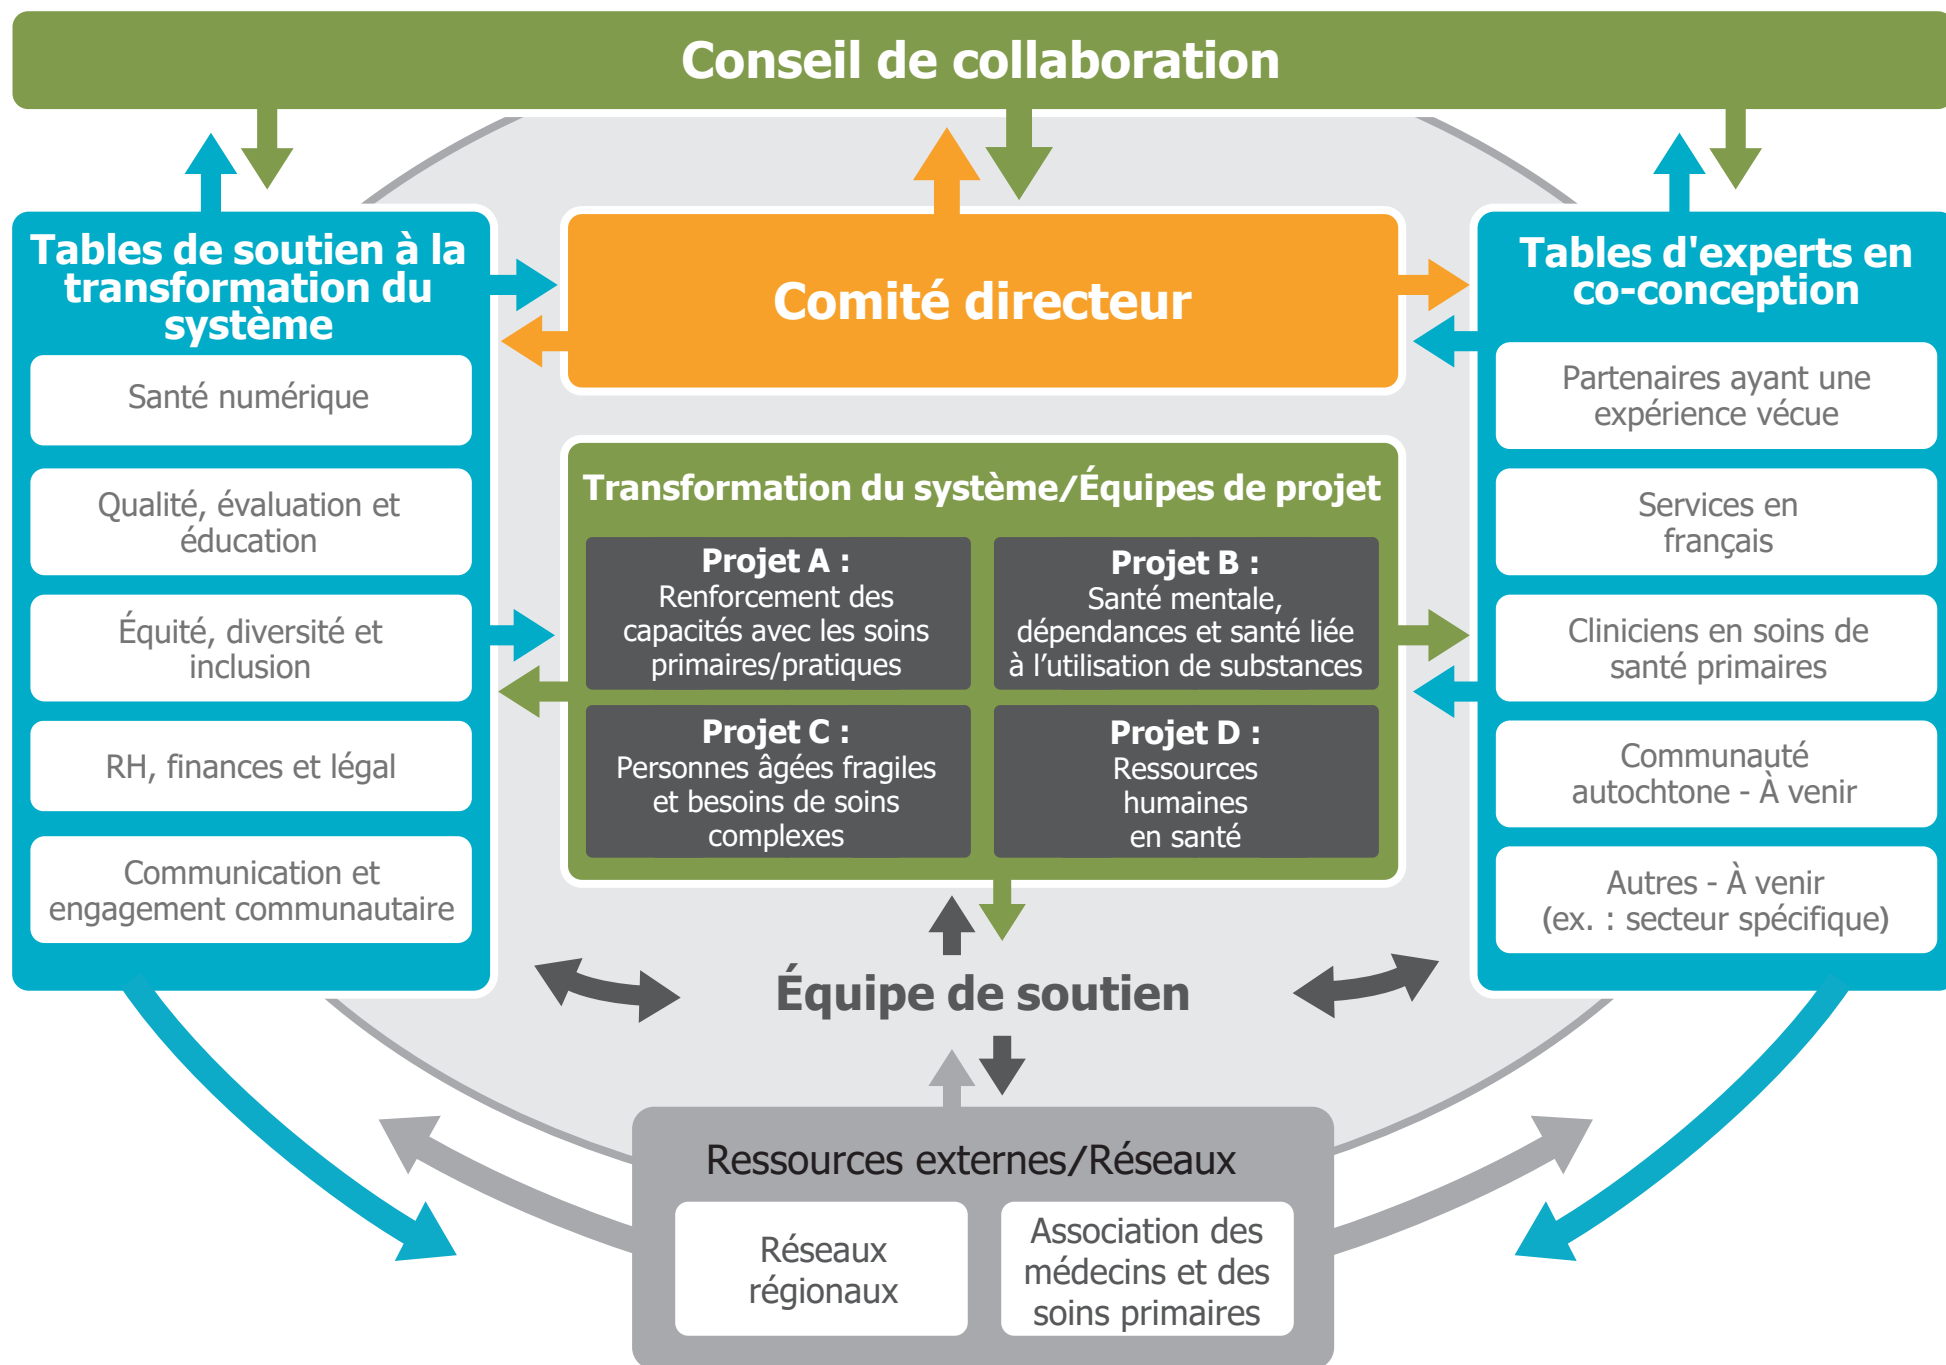 Conseil de collaboration
Tables de soutien à la
transformation du
système
Santé numérique
Qualité, évaluation et
éducation
Équité, diversité et
inclusion
RH, finances et légal
Communication et
engagement communautaire
Comité directeur
Transformation du système/Équipes de projet
Projet A :
Renforcement des
capacités avec les soins
primaires/pratiques
Projet B :
Santé mentale,
dépendances et santé liée
à l’utilisation de substances
Projet C :
Personnes âgées fragiles
et besoins de soins
complexes
Projet D :
Ressources
humaines
en santé
Équipe de soutien
Tables d'experts en
co-conception
Partenaires ayant une
expérience vécue
Services en
français
Cliniciens en soins de
santé primaires
Communauté
autochtone - À venir
Autres - À venir
(ex. : secteur spécifique)
Ressources externes/Réseaux
Réseaux
régionaux
Association des
médecins et des
soins primaires